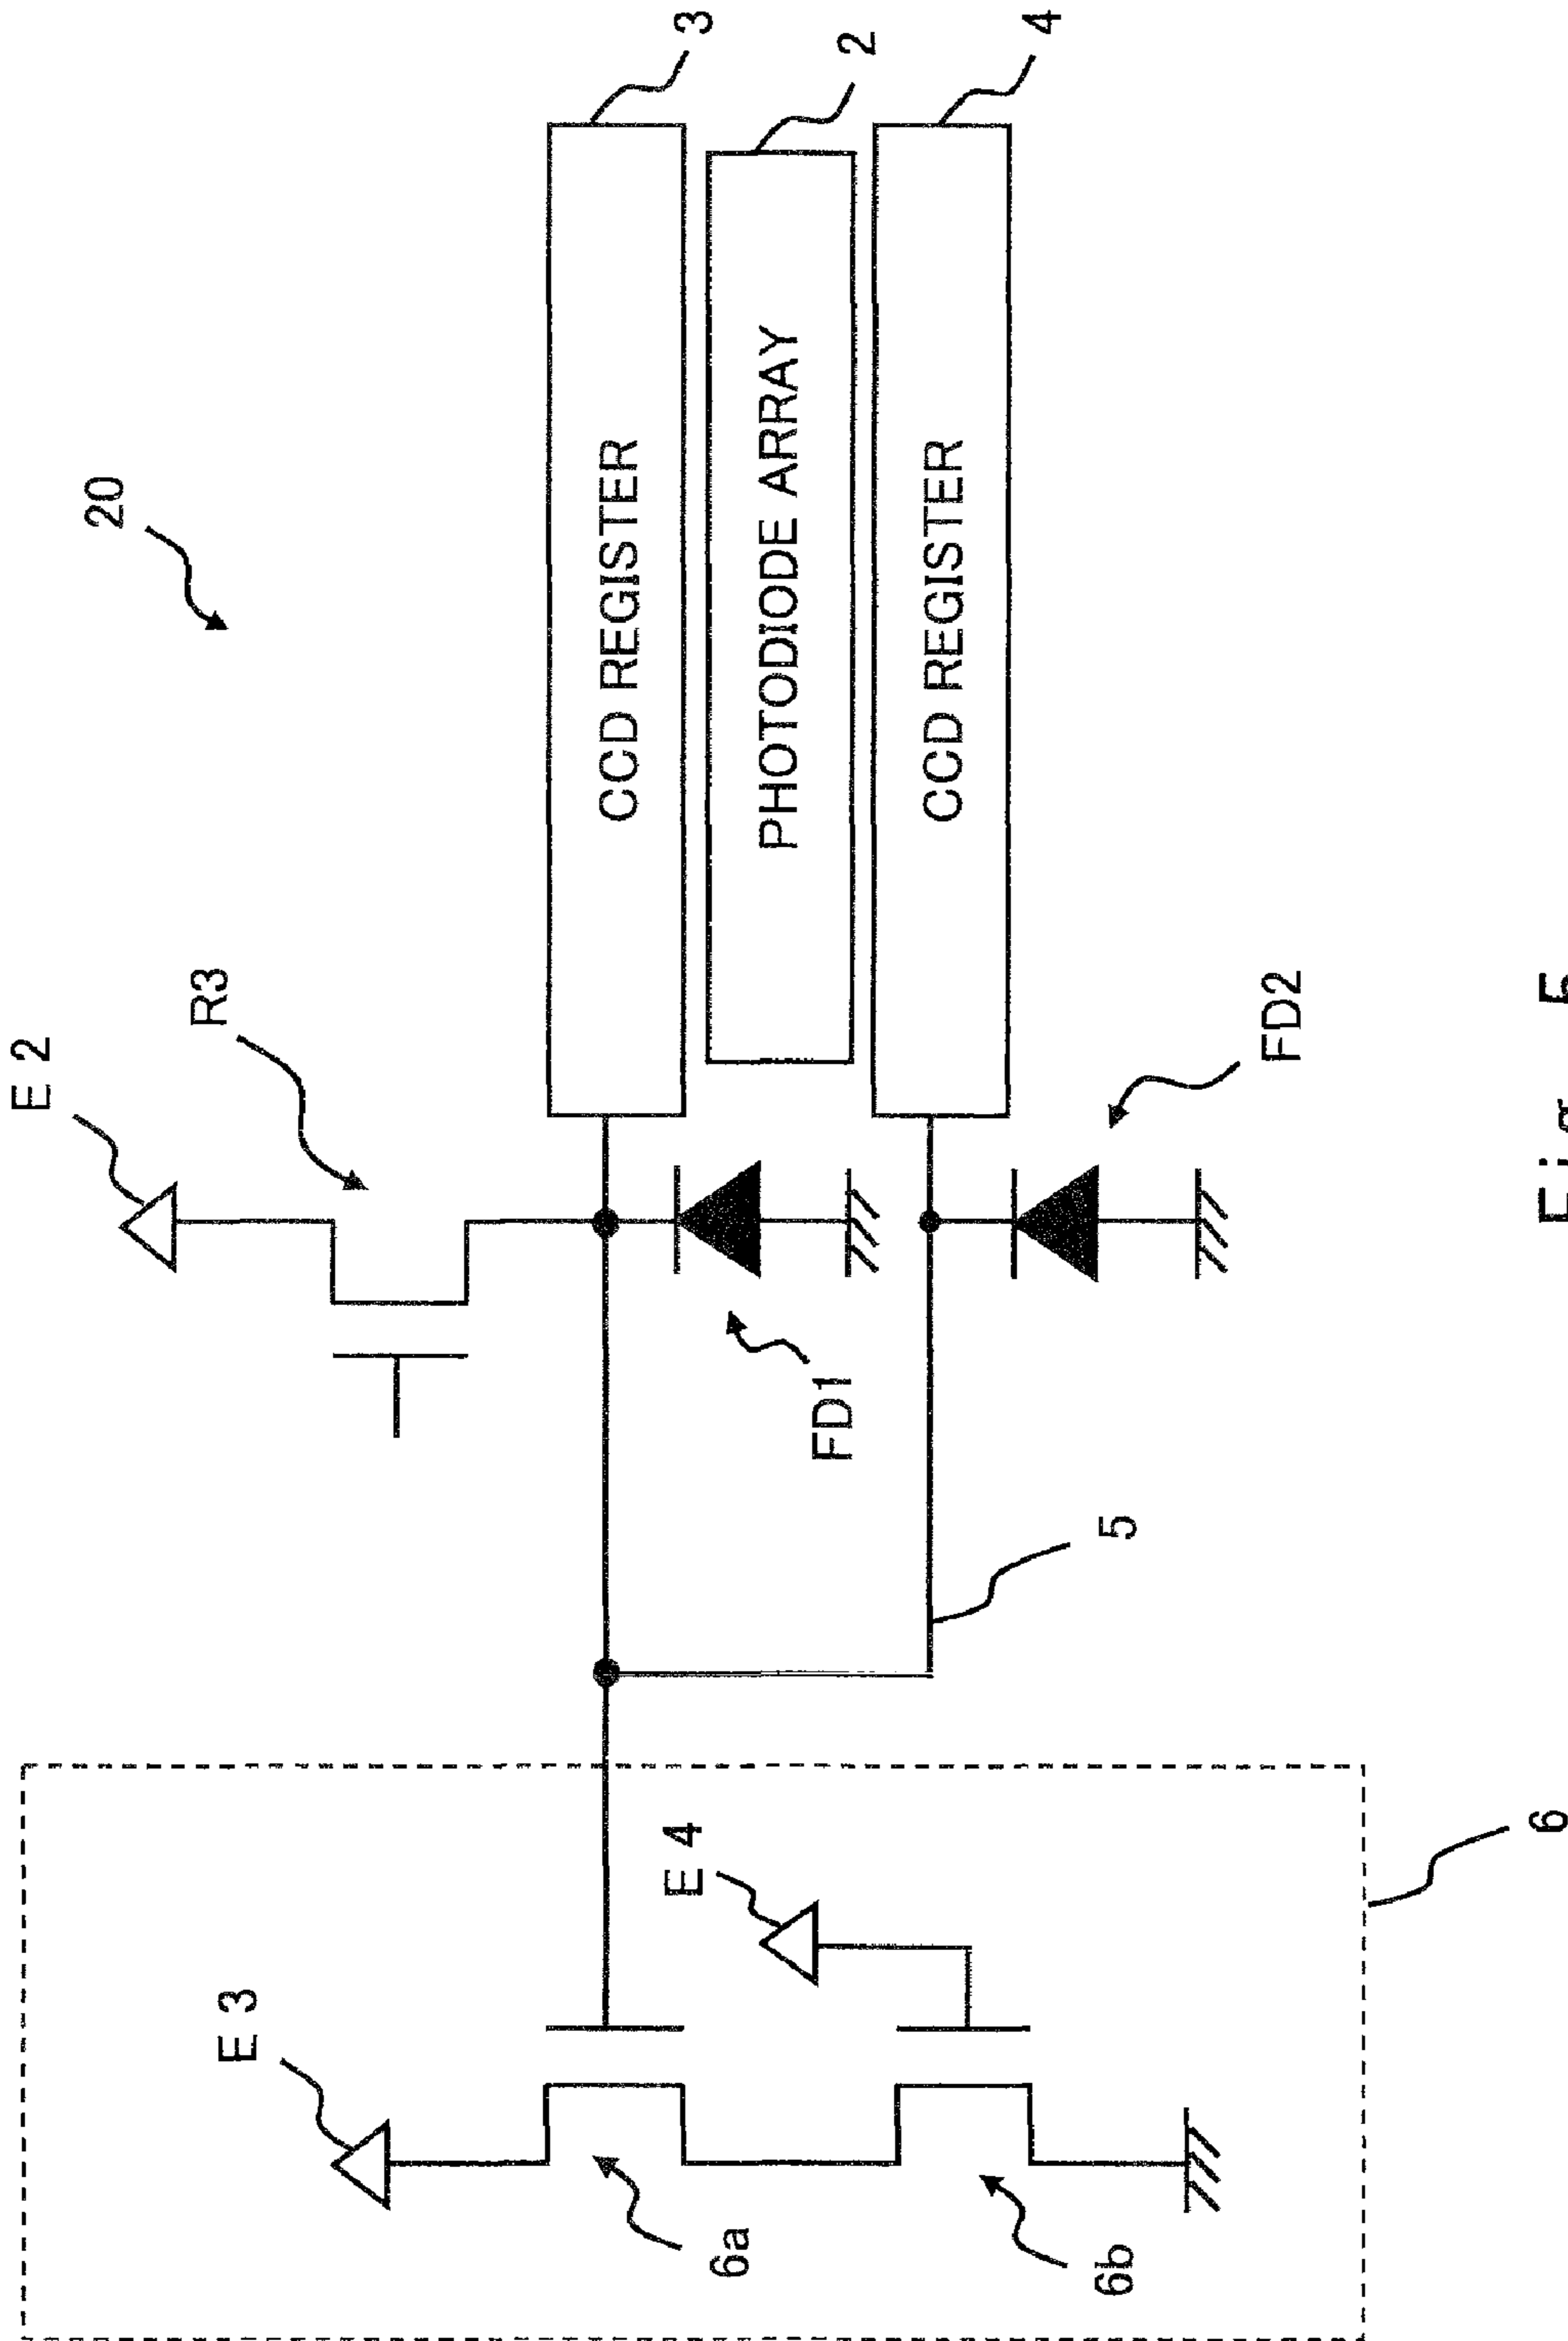 E 2
20
R3
E 3
CCD REGISTER
3
E 4
6a
PHOTODIODE ARRAY
2
FD1
CCD REGISTER
4
6b
5
FD2
6
Fig.